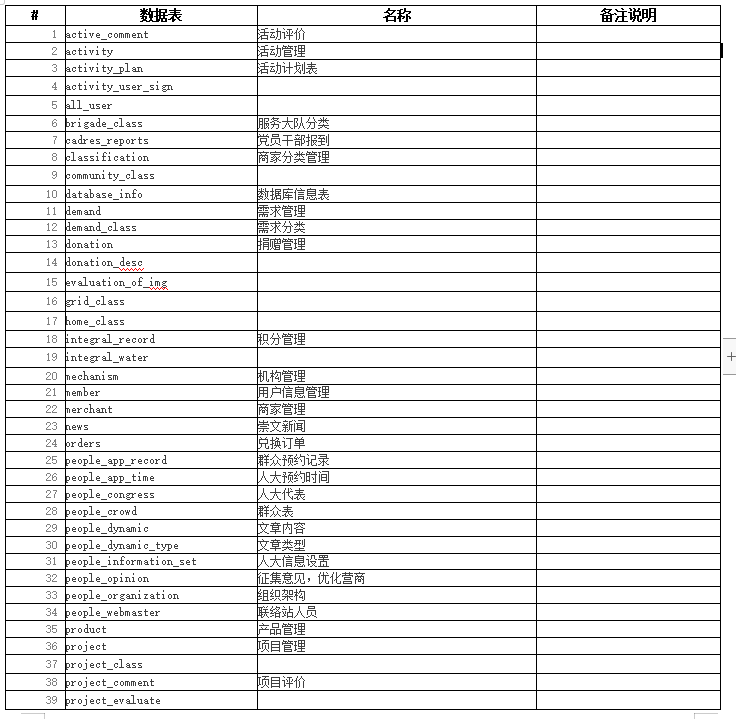 # 数据表 名称 备注说明
1 active_comment 活动评价
2 activity 活动管理
3 activity_plan 活动计划表
4 activity_user_sign
5 all_user
6 brigade_class 服务大队分类
7 cadres_reports 党员干部报到
8 classification 商家分类管理
9 community_class
10 database_info 数据库信息表
11 demand 需求管理
12 demand_class 需求分类
13 donation 捐赠管理
14 donation_desc
15 evaluation_of_img
16 grid_class
17 home_class
18 integral_record 积分管理
19 integral_water
20 mechanism 机构管理
21 member 用户信息管理
22 merchant 商家管理
23 news 崇文新闻
24 orders 兑换订单
25 people_app_record 群众预约记录
26 people_app_time 人大预约时间
27 people_congress 人大代表
28 people_crowd 群众表
29 people_dynamic 文章内容
30 people_dynamic_type 文章类型
31 people_information_set 人大信息设置
32 people_opinion 征集意见，优化营商
33 people_organization 组织架构
34 people_webmaster 联络站人员
35 product 产品管理
36 project 项目管理
37 project_class
38 project_comment 项目评价
39 project_evaluate